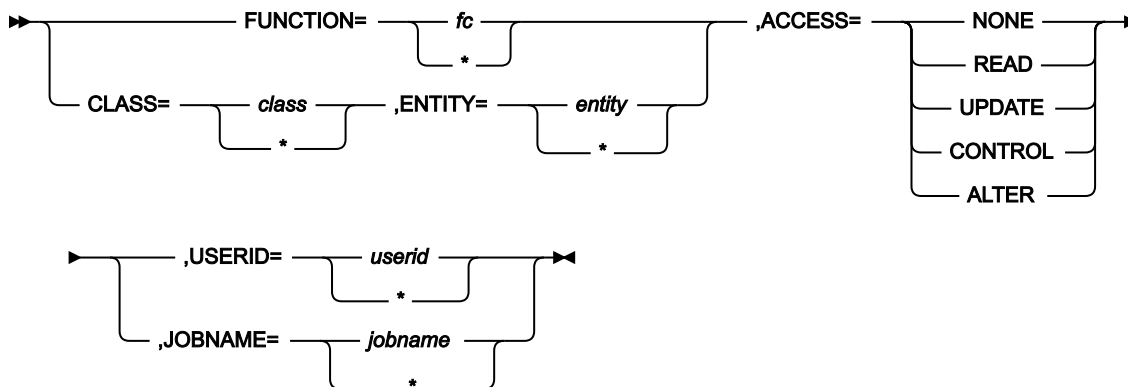 FUNCTION= fc ,ACCESS= NONE
* READ
CLASS= class ,ENTITY= entity UPDATE
* * CONTROL
ALTER
,USERID= userid
*
,JOBNAME= jobname
*